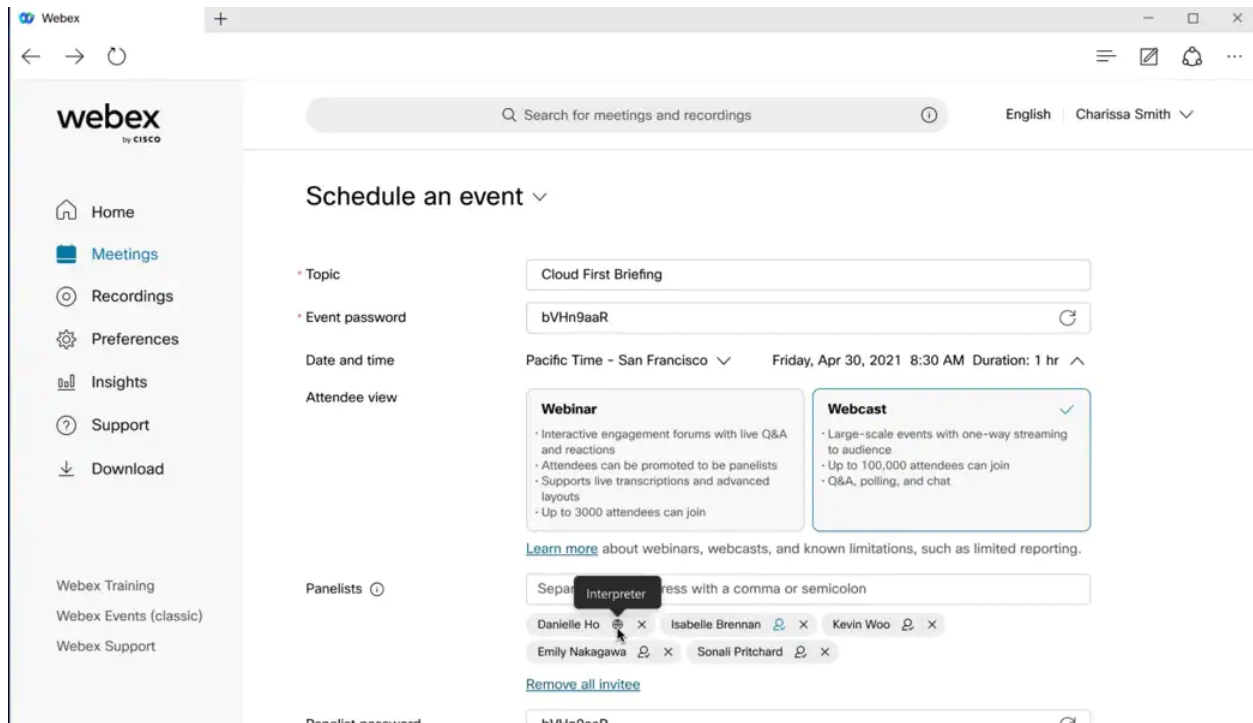 Webex
webex
by CISCO
Search for meetings and recordings
English
Charissa Smith
Home
Meetings
Recordings
Preferences
Insights
Support
Download
Webex Training
Webex Events (classic)
Webex Support
Schedule an event
* Topic
Cloud First Briefing
* Event password
bVHn9aaR
Date and time
Pacific Time - San Francisco
Friday, Apr 30, 2021 8:30 AM Duration: 1 hr
Attendee view
Webinar
· Interactive engagement forums with live Q&A
and reactions
· Attendees can be promoted to be panelists
· Supports live transcriptions and advanced
layouts
· Up to 3000 attendees can join
Webcast
· Large-scale events with one-way streaming
to audience
· Up to 100,000 attendees can join
· Q&A, polling, and chat
Learn more about webinars, webcasts, and known limitations, such as limited reporting.
Panelists
with a comma or semicolon
Interpreter
Danielle Ho
Isabelle Brennan
Kevin Woo
Emily Nakagawa
Sonali Pritchard
Remove all invitee
Panelist password
bVHn9aaR